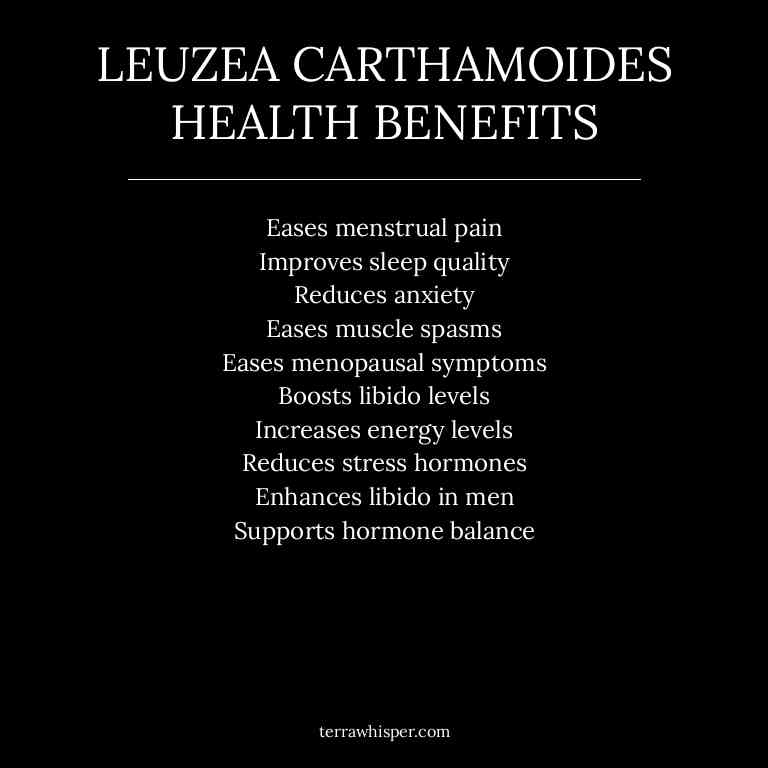 LEUZEA CARTHAMOIDES
HEALTH BENEFITS
Eases menstrual pain
Improves sleep quality
Reduces anxiety
Eases muscle spasms
Eases menopausal symptoms
Boosts libido levels
Increases energy levels
Reduces stress hormones
Enhances libido in men
Supports hormone balance
terrawhisper.com